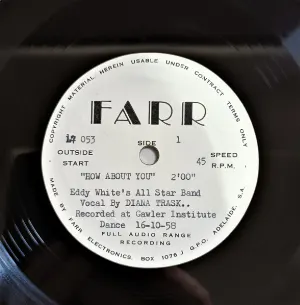 COPYRIGHT MATERIAL HEREIN USABLE UNDER CONTRACT TERMS ONLY
FARR
17 053 SIDE 1
OUTSIDE START 45 SPEED R.P.M.
"HOW ABOUT YOU" 2'00"
Eddy White's All Star Band
Vocal By DIANA TRASK..
Recorded at Gawler Institute
Dance 16-10-58
FULL AUDIO RANGE
RECORDING
MADE BY FARR ELECTRONICS, BOX 1076 J G.P.O. ADELAIDE, S.A.